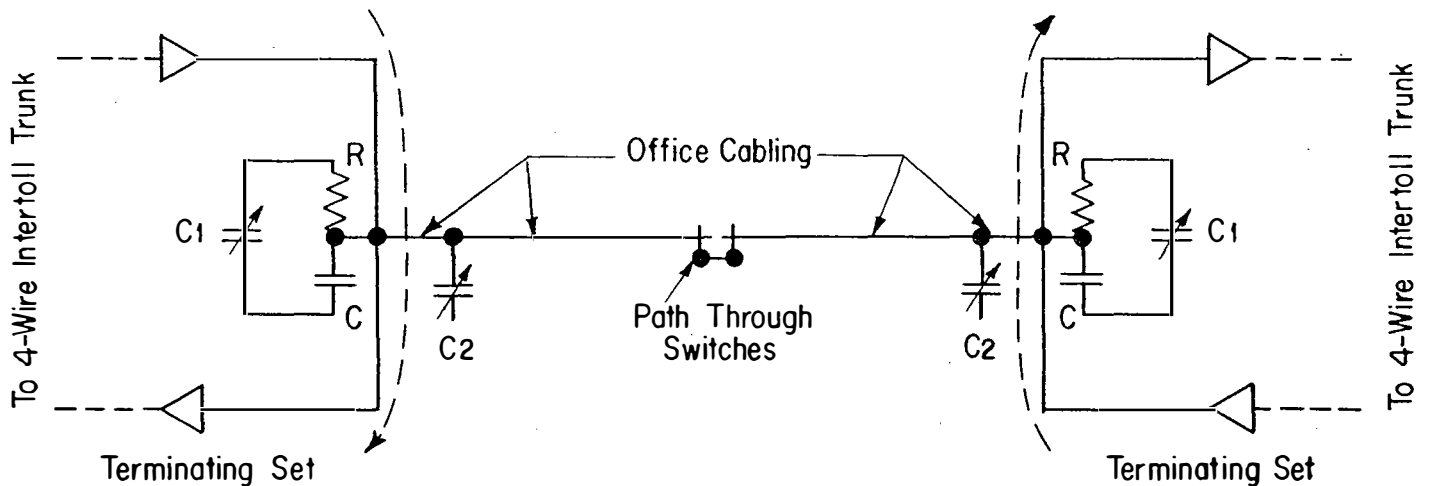 To 4-Wire Intertoll Trunk
R
C1
C
C2
Office Cabling
Path Through
Switches
R
C1
C
C2
To 4-Wire Intertoll Trunk
Terminating Set
Terminating Set